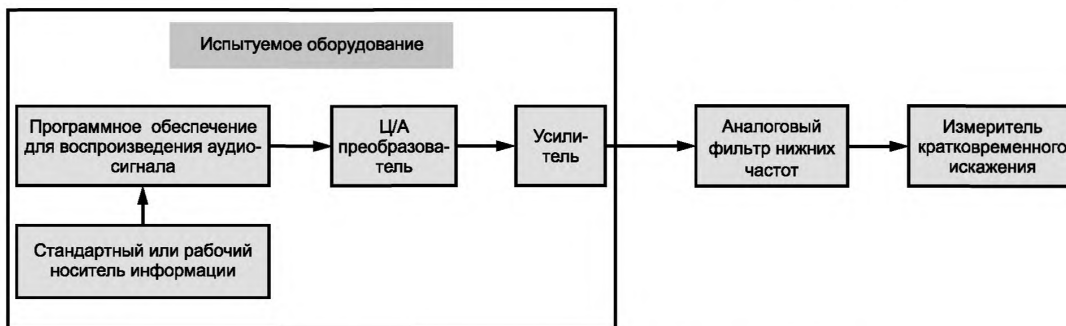 Испытуемое оборудование
Программное обеспечение
для воспроизведения аудио-
сигнала
Ц/А
преобразова-
тель
Усили-
тель
Аналоговый
фильтр нижних
частот
Измеритель
кратковременного
искажения
Стандартный или рабочий
носитель информации